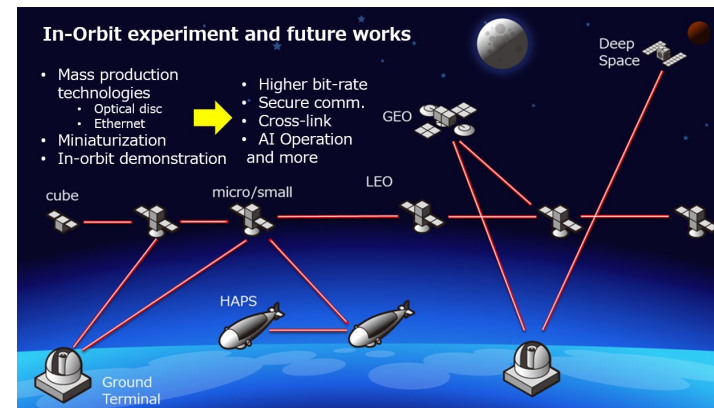 In-Orbit experiment and future works
• Mass production
technologies
• Optical disc
• Ethernet
• Miniaturization
• In-orbit demonstration
• Higher bit-rate
• Secure comm.
• Cross-link
• AI Operation
and more
Deep
Space
GEO
LEO
cube
micro/small
HAPS
Ground
Terminal